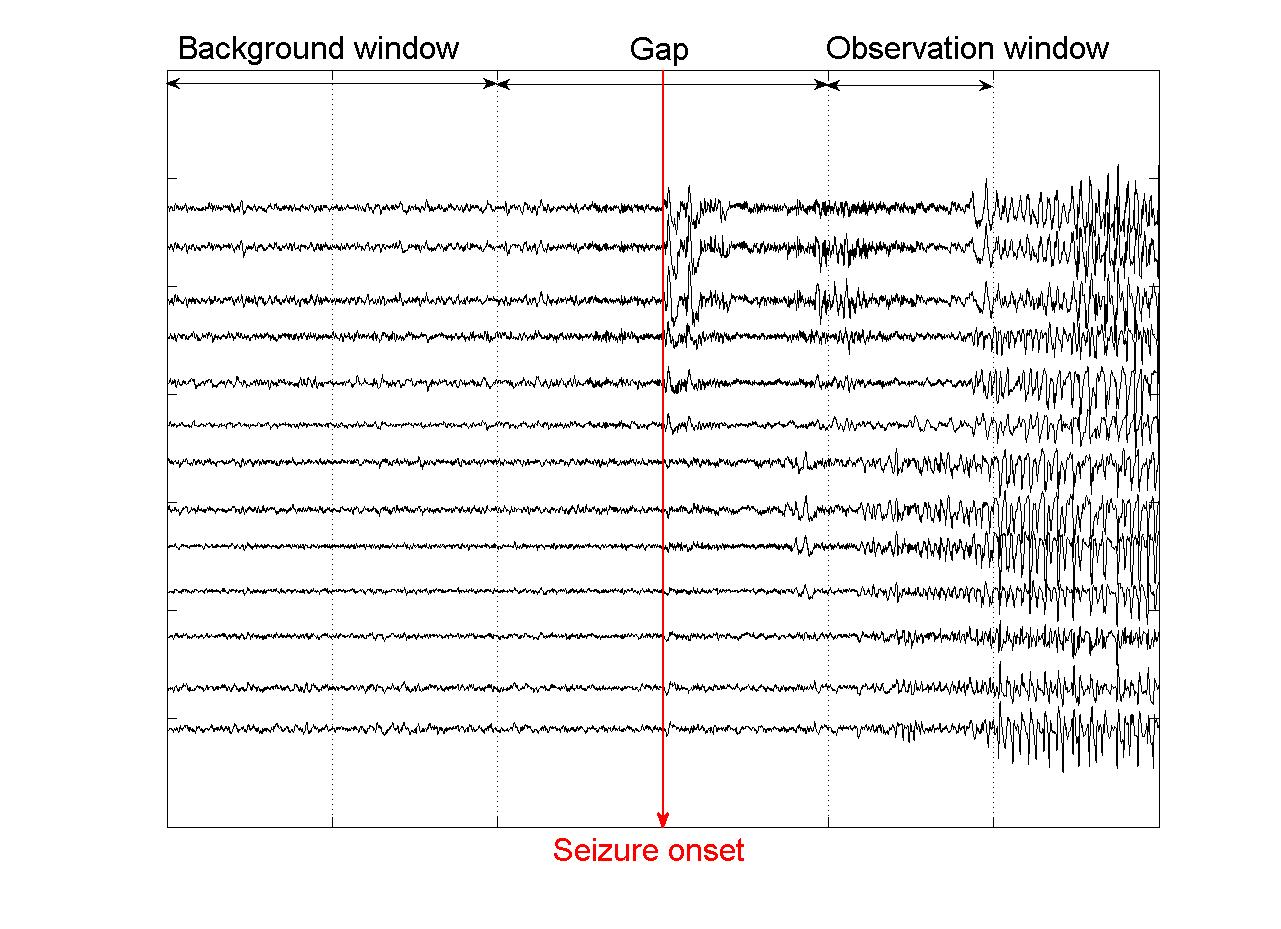 Background window
Gap
Observation window
Seizure onset